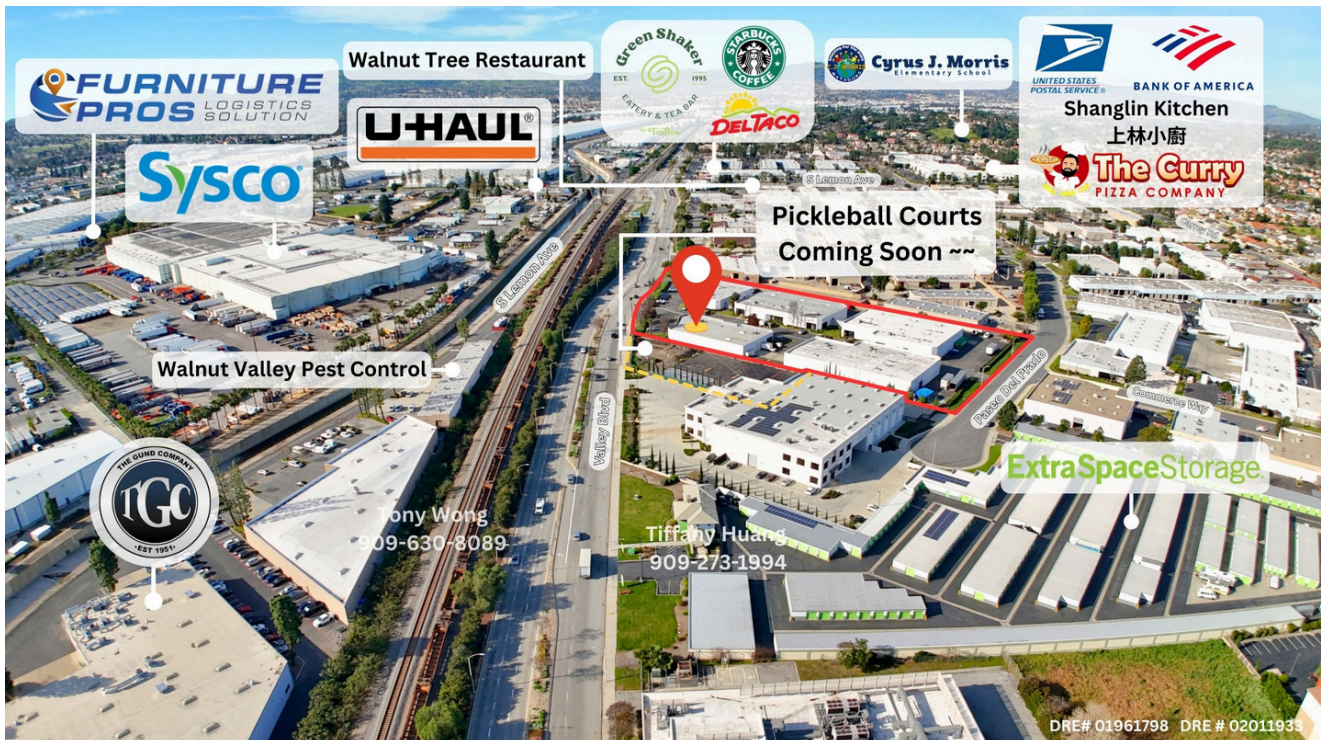 FURNITURE
PROS LOGISTICS
SOLUTION
Sysco
Walnut Tree Restaurant
U-HAUL®
Green Shaker
EST. 1995
EATERY & TEA BAR
STARBUCKS
COFFEE
DEL TACO
Cyrus J. Morris
Elementary School
UNITED STATES
POSTAL SERVICE®
BANK OF AMERICA
Shanglin Kitchen
上林小廚
The Curry
PIZZA COMPANY
S Lemon Ave
Pickleball Courts
Coming Soon ~~
S Lemon Ave
Walnut Valley Pest Control
Valley Blvd
Paseo Del Prado
Commerce Way
ExtraSpaceStorage
THE GUND COMPANY
TGC
·EST 1951·
Tony Wong
909-630-8089
Tiffany Huang
909-273-1994
DRE# 01961798 DRE # 02011933